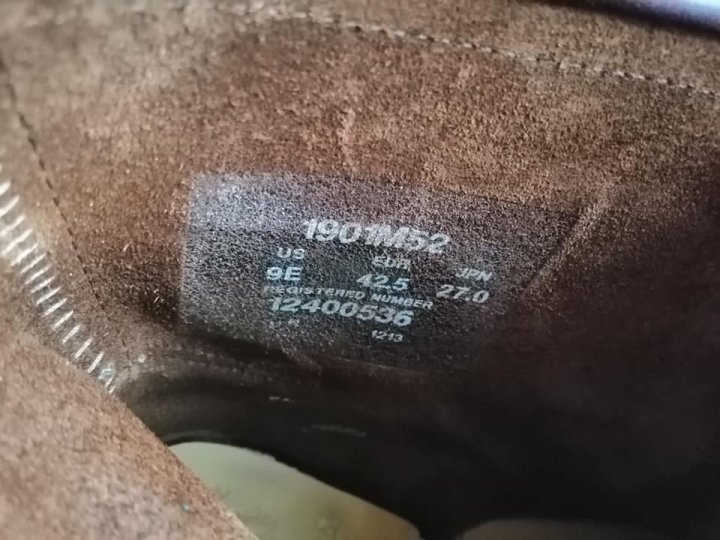 1901M52
US EUR JPN
9E 42.5 27.0
REGISTERED NUMBER
12400536
1213